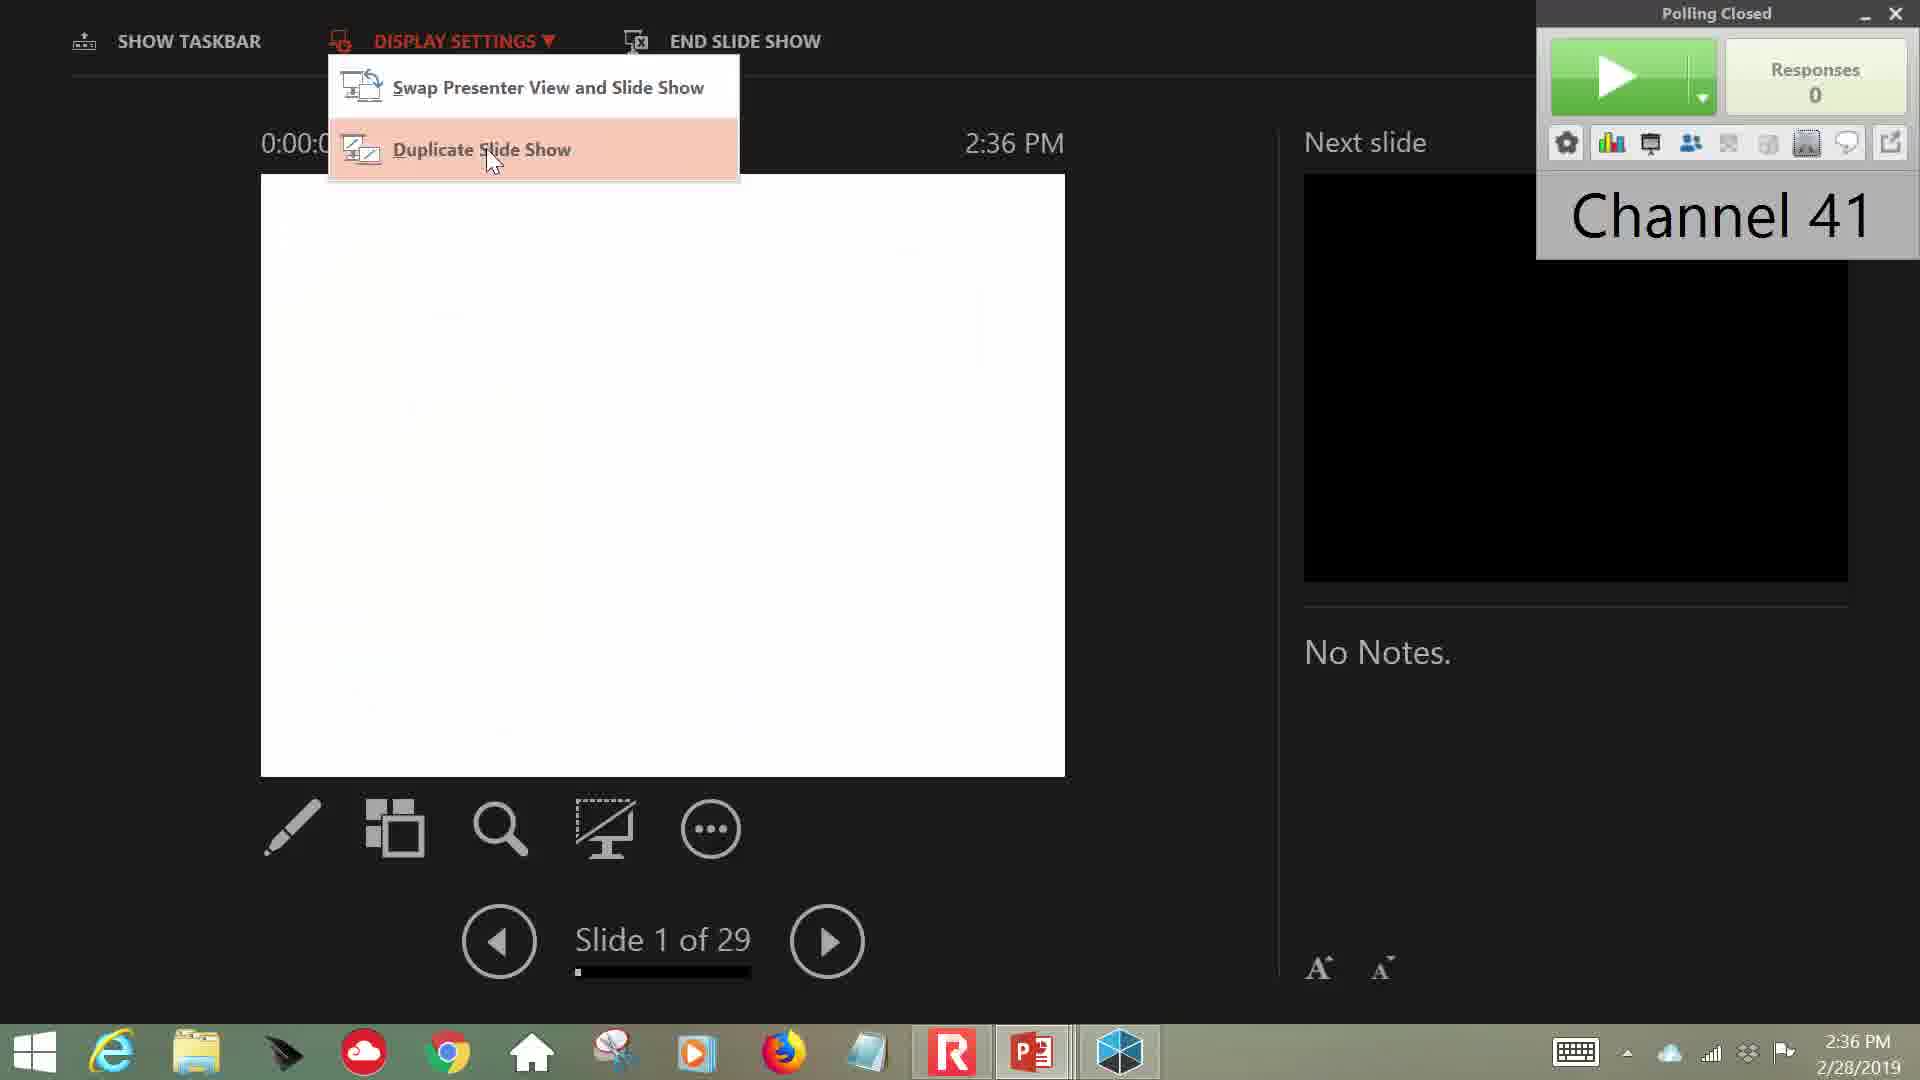 SHOW TASKBAR
DISPLAY SETTINGS ▼
END SLIDE SHOW
Swap Presenter View and Slide Show
Duplicate Slide Show
0:00:0
2:36 PM
Next slide
Polling Closed
Responses
0
Channel 41
No Notes.
Slide 1 of 29
A A
2:36 PM
2/28/2019